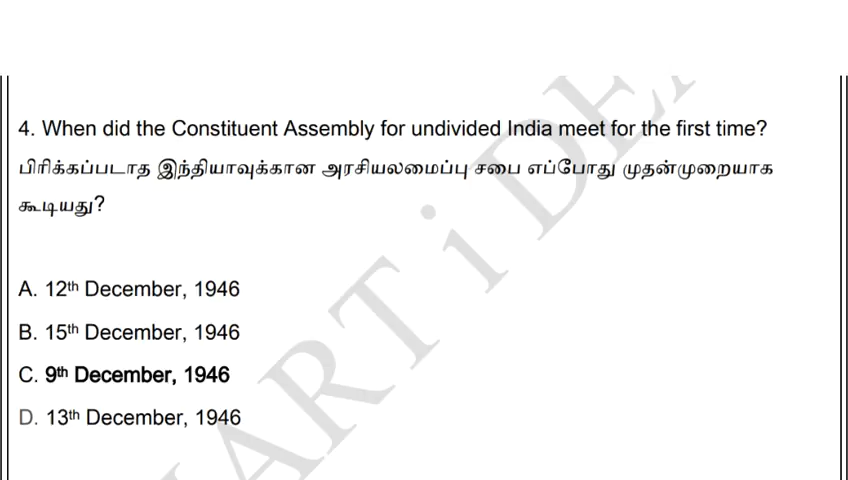 4. When did the Constituent Assembly for undivided India meet for the first time?
பிரிக்கப்படாத இந்தியாவுக்கான அரசியலமைப்பு சபை எப்போது முதன்முறையாக
கூடியது?
A. 12th December, 1946
B. 15th December, 1946
C. 9th December, 1946
D. 13th December, 1946